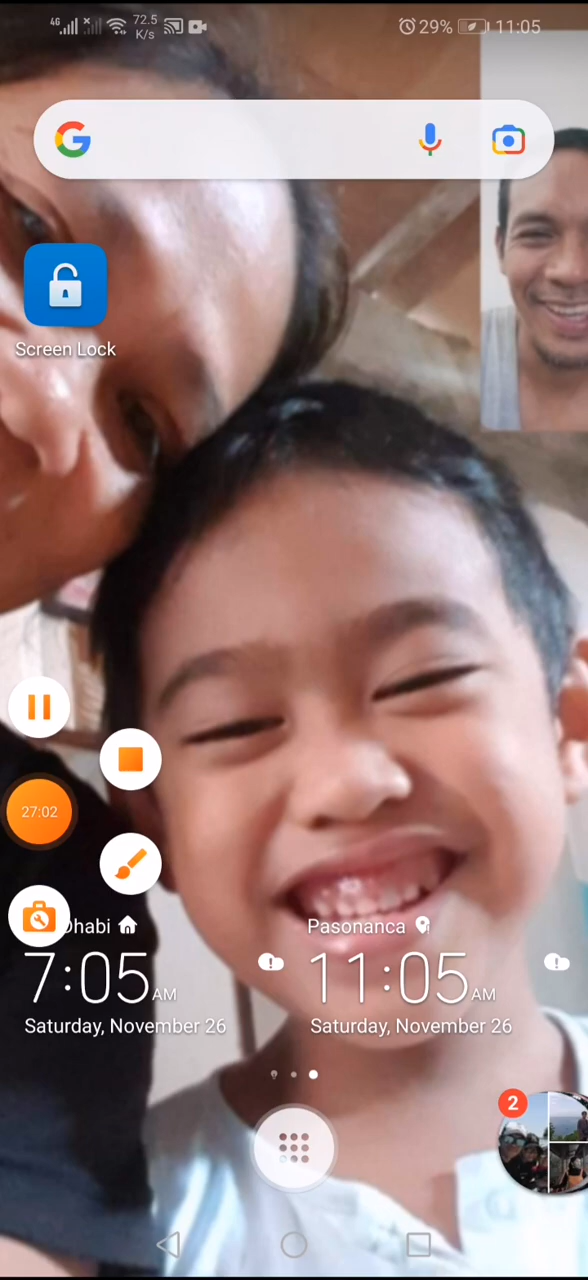 4G 72.5 K/s 29% 11:05
Screen Lock
27:02
Dhabi Pasonanca
7:05 AM 11:05 AM
Saturday, November 26 Saturday, November 26
2